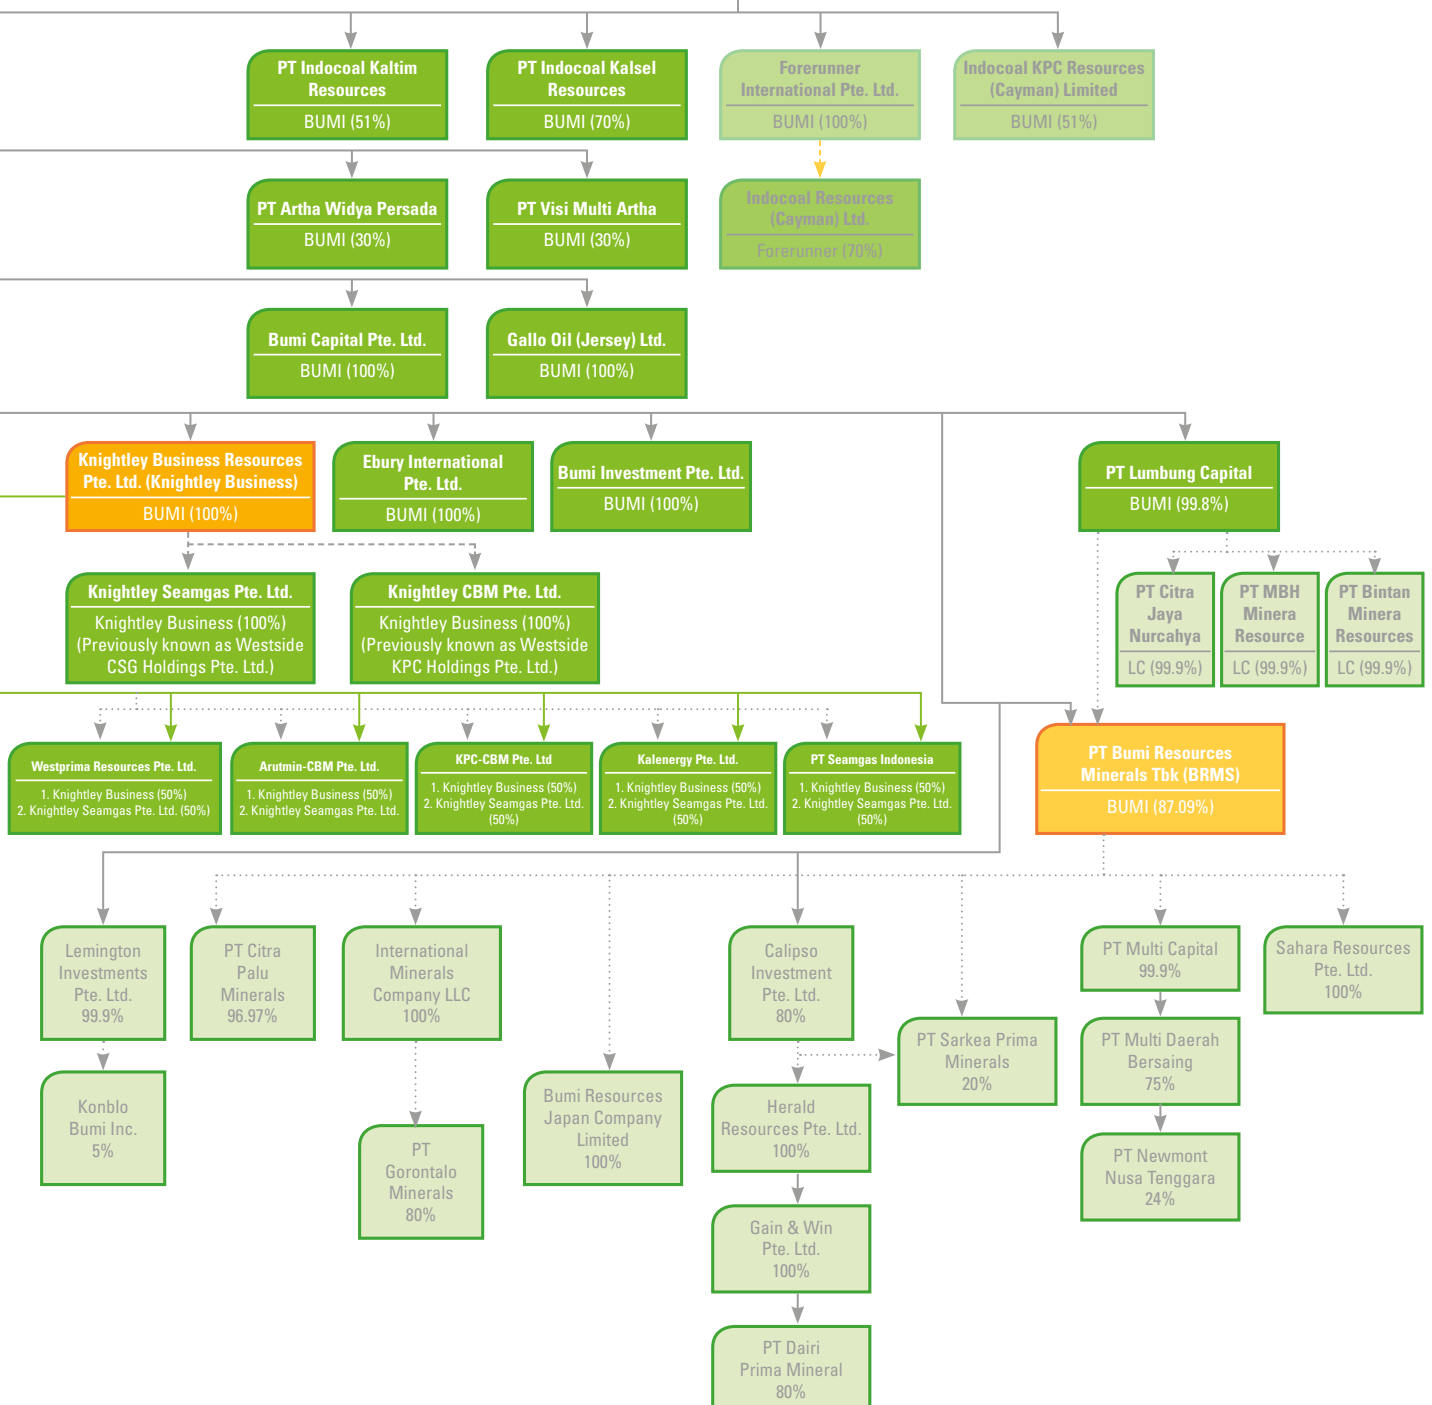 PT Indocoal Kaltim
Resources
BUMI (51%)
PT Indocoal Kalsel
Resources
BUMI (70%)
Forerunner
International Pte. Ltd.
BUMI (100%)
Indocoal KPC Resources
(Cayman) Limited
BUMI (51%)
PT Artha Widya Persada
BUMI (30%)
PT Visi Multi Artha
BUMI (30%)
Indocoal Resources
(Cayman) Ltd.
Forerunner (70%)
Bumi Capital Pte. Ltd.
BUMI (100%)
Gallo Oil (Jersey) Ltd.
BUMI (100%)
Knightley Business Resources
Pte. Ltd. (Knightley Business)
BUMI (100%)
Ebury International
Pte. Ltd.
BUMI (100%)
Bumi Investment Pte. Ltd.
BUMI (100%)
PT Lumbung Capital
BUMI (99.8%)
Knightley Seamgas Pte. Ltd.
Knightley Business (100%)
(Previously known as Westside
CSG Holdings Pte. Ltd.)
Knightley CBM Pte. Ltd.
Knightley Business (100%)
(Previously known as Westside
KPC Holdings Pte. Ltd.)
PT Citra
Jaya
Nurcahya
LC (99.9%)
PT MBH
Minera
Resource
LC (99.9%)
PT Bintan
Minera
Resources
LC (99.9%)
Westprima Resources Pte. Ltd.
1. Knightley Business (50%)
2. Knightley Seamgas Pte. Ltd. (50%)
Arutmin-CBM Pte. Ltd.
1. Knightley Business (50%)
2. Knightley Seamgas Pte. Ltd.
KPC-CBM Pte. Ltd
1. Knightley Business (50%)
2. Knightley Seamgas Pte. Ltd.
(50%)
Kalenergy Pte. Ltd.
1. Knightley Business (50%)
2. Knightley Seamgas Pte. Ltd.
(50%)
PT Seamgas Indonesia
1. Knightley Business (50%)
2. Knightley Seamgas Pte. Ltd.
(50%)
PT Bumi Resources
Minerals Tbk (BRMS)
BUMI (87.09%)
Lemington
Investments
Pte. Ltd.
99.9%
PT Citra
Palu
Minerals
96.97%
International
Minerals
Company LLC
100%
Calipso
Investment
Pte. Ltd.
80%
PT Multi Capital
99.9%
Sahara Resources
Pte. Ltd.
100%
PT Sarkea Prima
Minerals
20%
PT Multi Daerah
Bersaing
75%
Konblo
Bumi Inc.
5%
Bumi Resources
Japan Company
Limited
100%
Herald
Resources Pte. Ltd.
100%
PT
Gorontalo
Minerals
80%
PT Newmont
Nusa Tenggara
24%
Gain & Win
Pte. Ltd.
100%
PT Dairi
Prima Mineral
80%